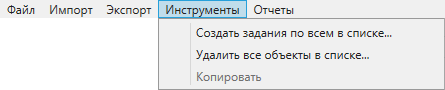 Файл Импорт Экспорт Инструменты Отчеты
Создать задания по всем в списке...
Удалить все объекты в списке...
Копировать